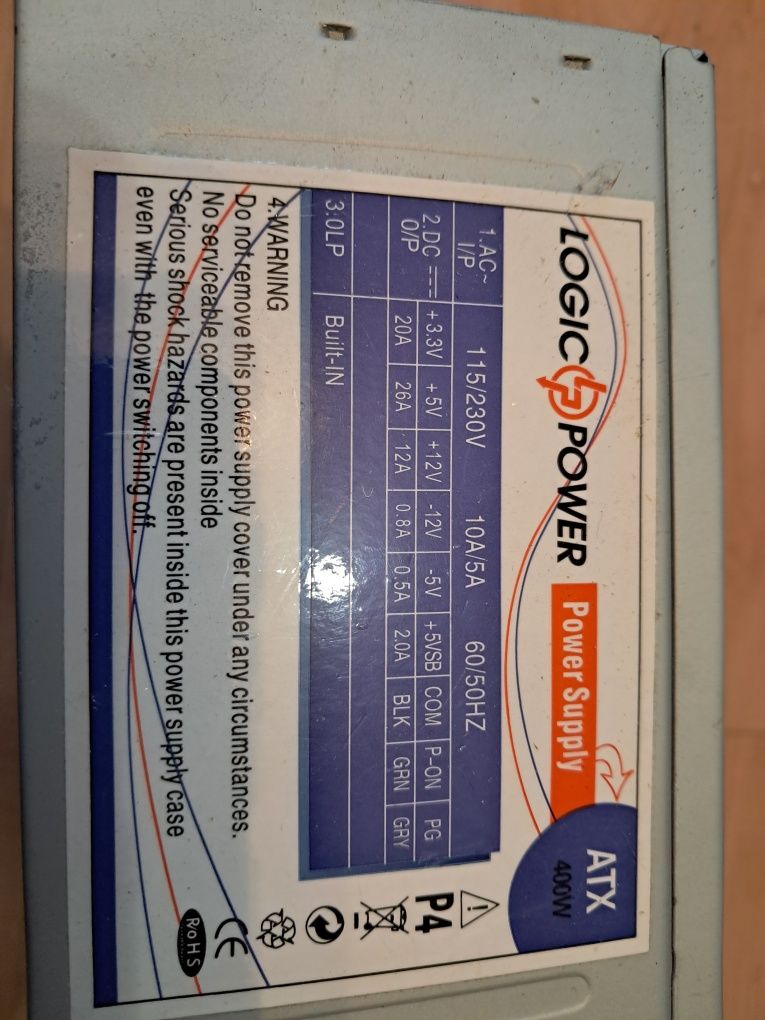 LOGIC POWER Power Supply ATX
400W
1.AC~ I/P 115/230V 10A/5A 60/50HZ
2.DC O/P +3.3V +5V +12V -12V -5V +5VSB COM P-ON PG
20A 26A 12A 0.8A 0.5A 2.0A BLK GRN GRY
3:OLP Built-IN
P4
4.WARNING
Do not remove this power supply cover under any circumstances.
No serviceable components inside
Serious shock hazards are present inside this power supply case
even with the power switching off.
CE
R/oHS